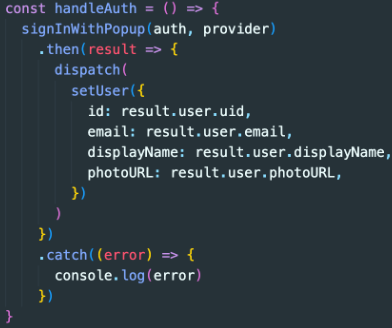 const handleAuth = () => {
  signInWithPopup(auth, provider)
    .then(result => {
      dispatch(
        setUser({
          id: result.user.uid,
          email: result.user.email,
          displayName: result.user.displayName,
          photoURL: result.user.photoURL,
        })
      )
    })
    .catch((error) => {
      console.log(error)
    })
}